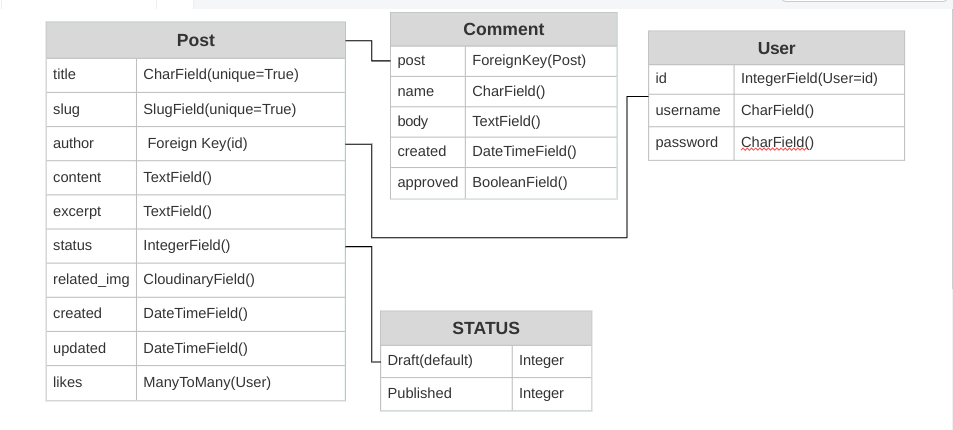 Post
title CharField(unique=True)
slug SlugField(unique=True)
author Foreign Key(id)
content TextField()
excerpt TextField()
status IntegerField()
related_img CloudinaryField()
created DateTimeField()
updated DateTimeField()
likes ManyToMany(User)
Comment
post ForeignKey(Post)
name CharField()
body TextField()
created DateTimeField()
approved BooleanField()
User
id IntegerField(User=id)
username CharField()
password CharField()
STATUS
Draft(default) Integer
Published Integer